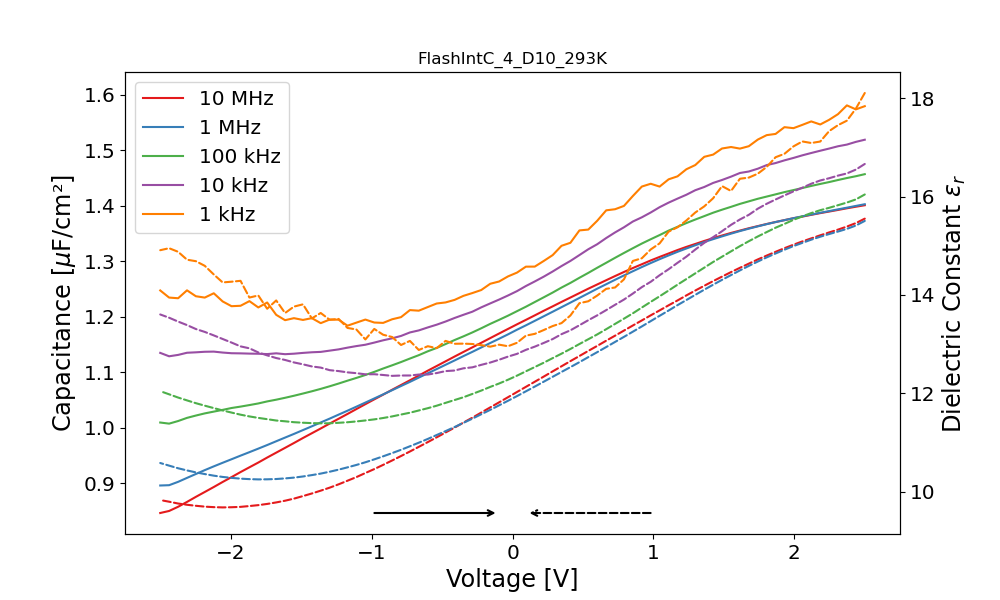 FlashIntC_4_D10_293K
10 MHz
1 MHz
100 kHz
10 kHz
1 kHz
Capacitance [μF/cm²]
1.6
1.5
1.4
1.3
1.2
1.1
1.0
0.9
18
16
14
12
10
Dielectric Constant εr
−2
−1
0
1
2
Voltage [V]